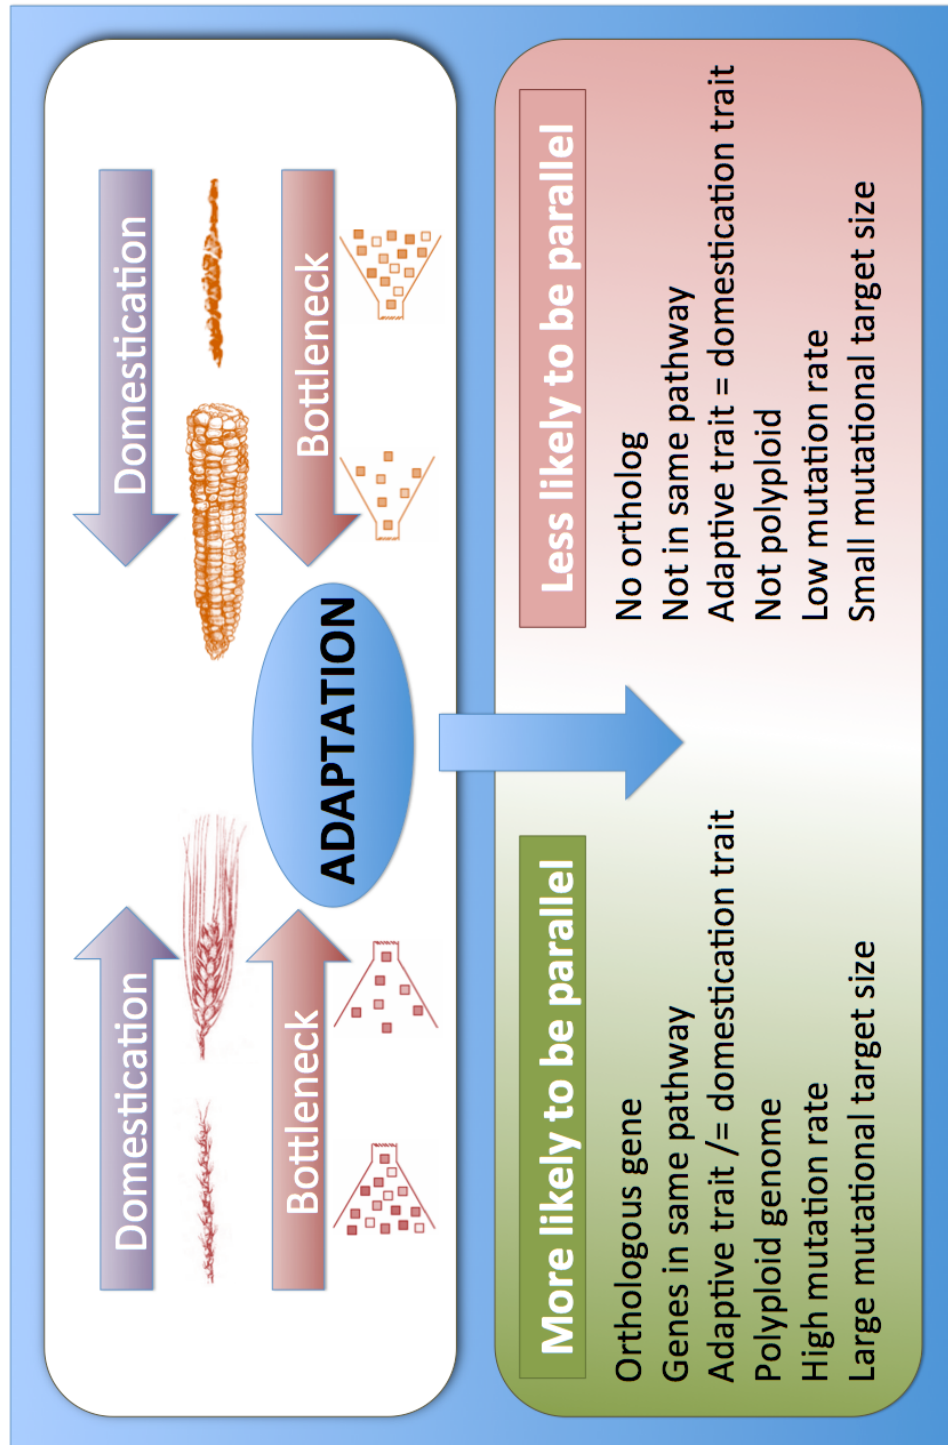 Domestication
Domestication
Bottleneck
Bottleneck
ADAPTATION
More likely to be parallel
Orthologous gene
Genes in same pathway
Adaptive trait /= domestication trait
Polyploid genome
High mutation rate
Large mutational target size
Less likely to be parallel
No ortholog
Not in same pathway
Adaptive trait = domestication trait
Not polyploid
Low mutation rate
Small mutational target size